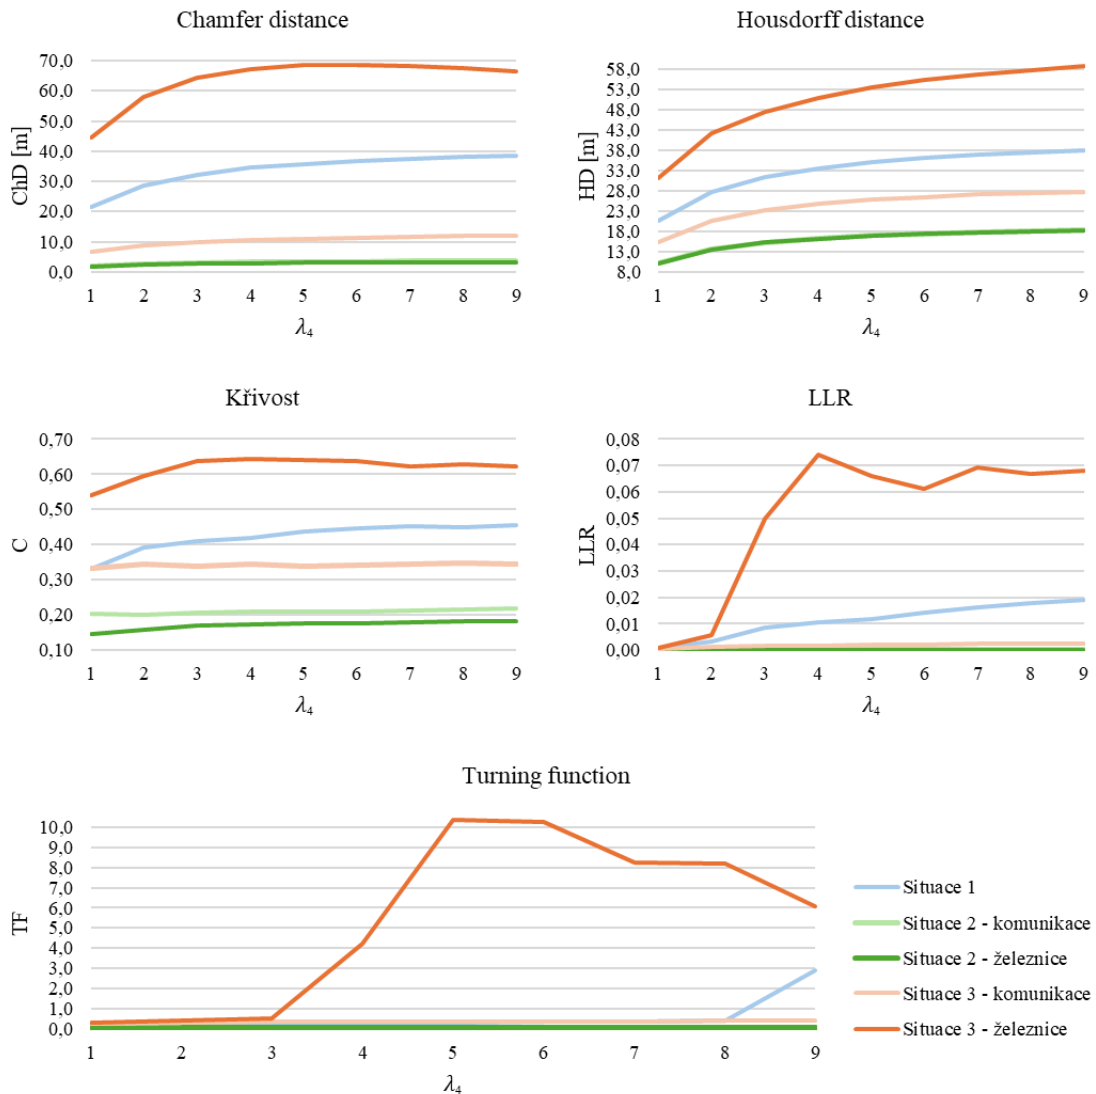 Chamfer distance
70,0
60,0
50,0
40,0
30,0
20,0
10,0
0,0
ChD [m]
1 2 3 4 5 6 7 8 9
λ4
Housdorff distance
58,0
53,0
48,0
43,0
38,0
33,0
28,0
23,0
18,0
13,0
8,0
HD [m]
1 2 3 4 5 6 7 8 9
λ4
Křivost
0,70
0,60
0,50
0,40
0,30
0,20
0,10
C
1 2 3 4 5 6 7 8 9
λ4
LLR
0,08
0,07
0,06
0,05
0,04
0,03
0,02
0,01
0,00
LLR
1 2 3 4 5 6 7 8 9
λ4
Turning function
10,0
9,0
8,0
7,0
6,0
5,0
4,0
3,0
2,0
1,0
0,0
TF
1 2 3 4 5 6 7 8 9
λ4
Situace 1
Situace 2 - komunikace
Situace 2 - železnice
Situace 3 - komunikace
Situace 3 - železnice